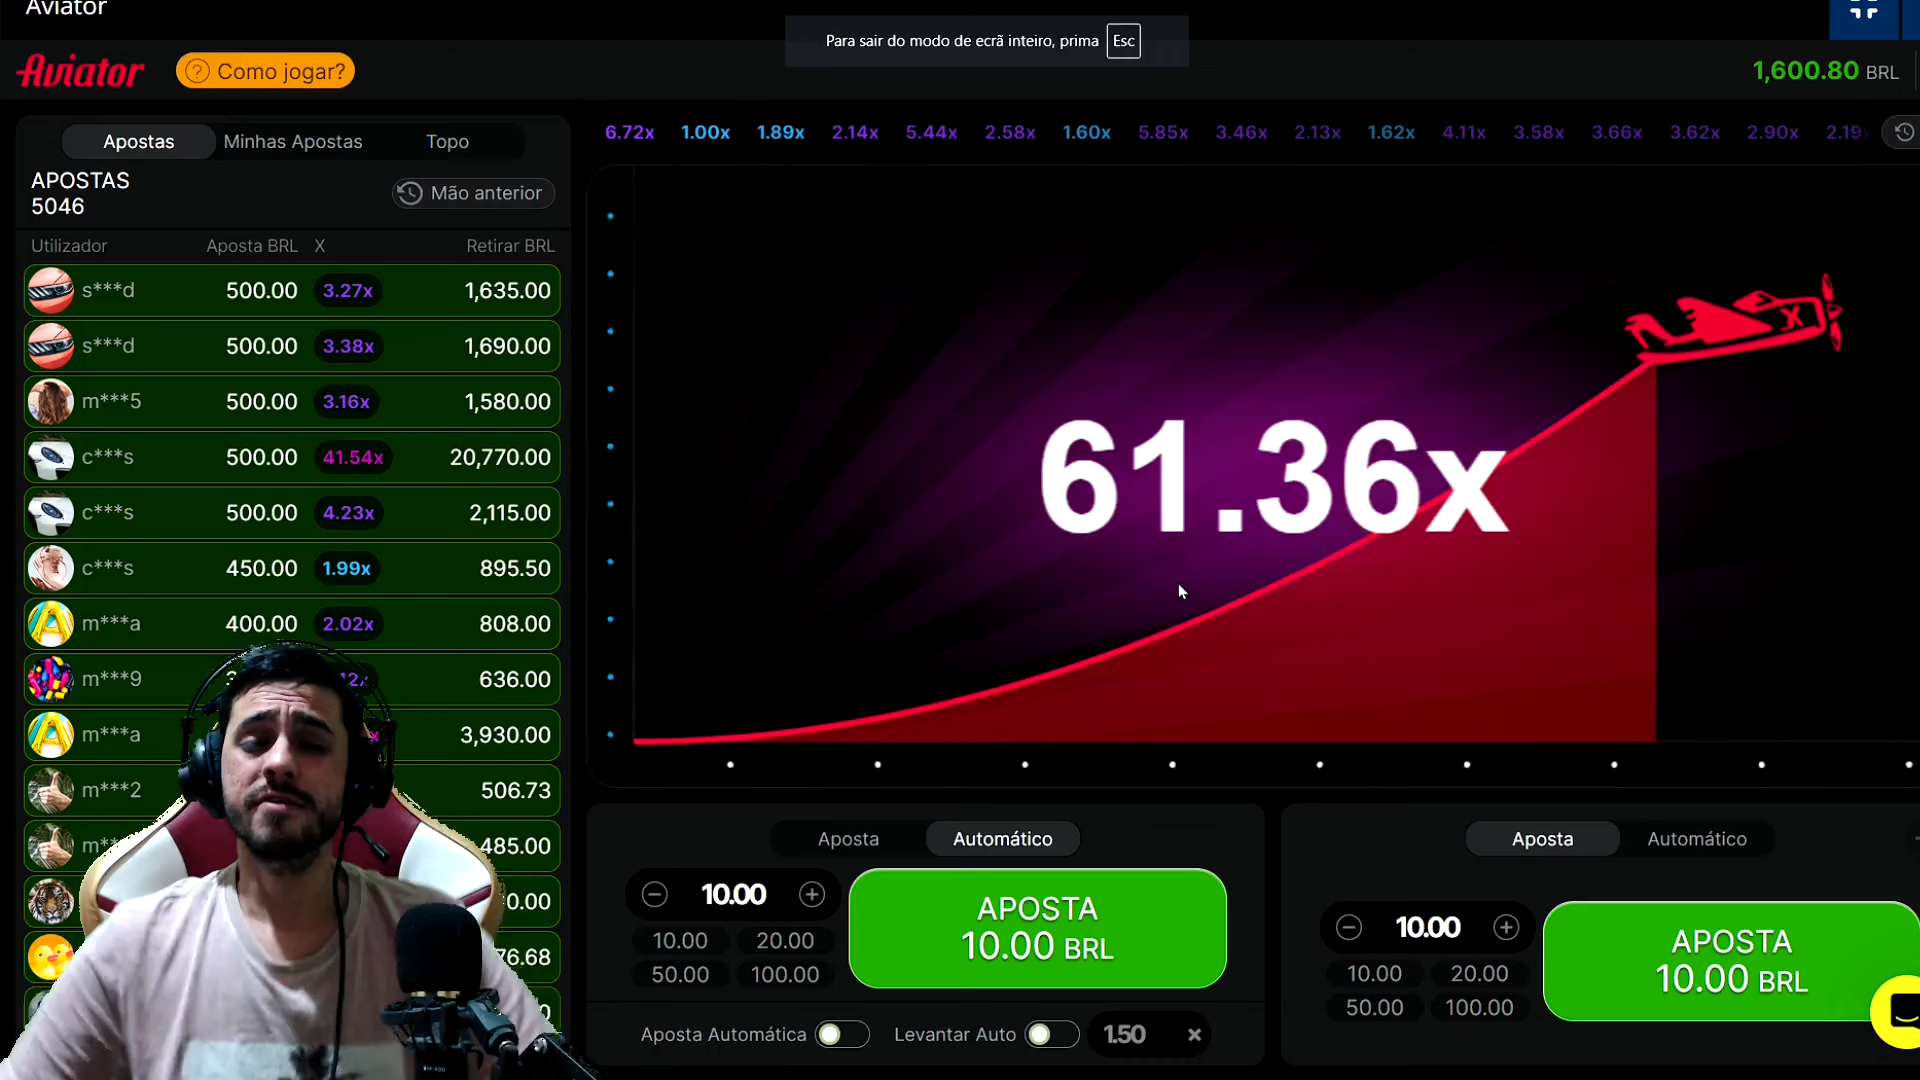 Aviator
Para sair do modo de ecrã inteiro, prima Esc
Aviator
? Como jogar?
1,600.80 BRL
Apostas Minhas Apostas Topo
APOSTAS
5046
Mão anterior
Utilizador Aposta BRL X Retirar BRL
s***d 500.00 3.27x 1,635.00
s***d 500.00 3.38x 1,690.00
m***5 500.00 3.16x 1,580.00
c***s 500.00 41.54x 20,770.00
c***s 500.00 4.23x 2,115.00
c***s 450.00 1.99x 895.50
m***a 400.00 2.02x 808.00
m***9 636.00
m***a 3,930.00
m***2 506.73
485.00
6.72x 1.00x 1.89x 2.14x 5.44x 2.58x 1.60x 5.85x 3.46x 2.13x 1.62x 4.11x 3.58x 3.66x 3.62x 2.90x 2.19x
61.36x
X
Aposta Automático
10.00
10.00 20.00
50.00 100.00
APOSTA
10.00 BRL
Aposta Automática Levantar Auto 1.50
Aposta Automático
10.00
10.00 20.00
50.00 100.00
APOSTA
10.00 BRL